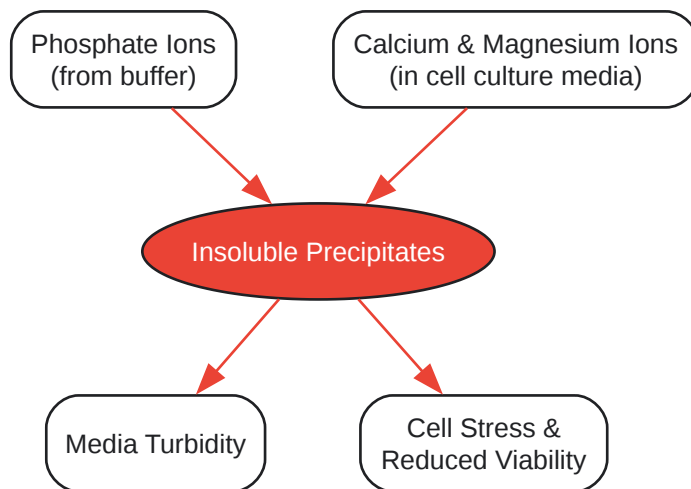 Phosphate Ions
(from buffer)
Calcium & Magnesium Ions
(in cell culture media)
Insoluble Precipitates
Media Turbidity
Cell Stress &
Reduced Viability